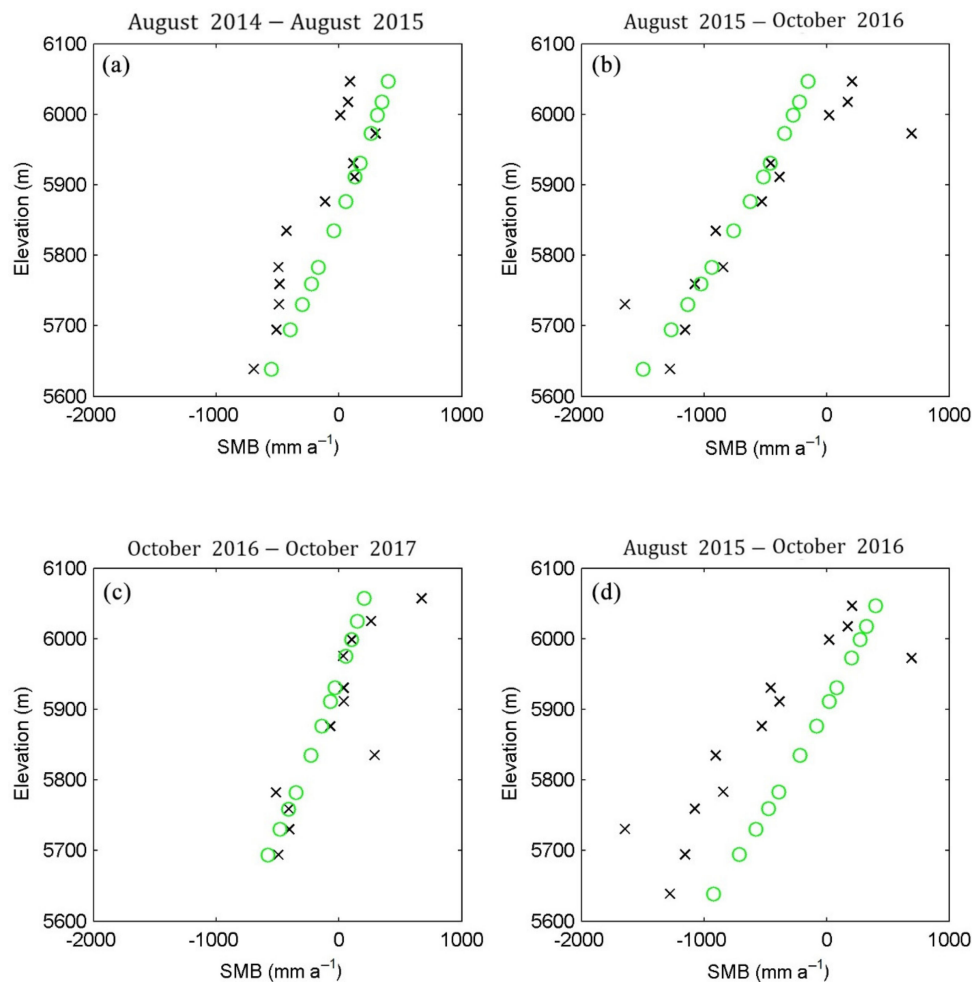 August 2014 – August 2015
August 2015 – October 2016
(a)
6100
6000
5900
5800
5700
5600
Elevation (m)
-2000
-1000
0
1000
SMB (mm a⁻¹)
(b)
6100
6000
5900
5800
5700
5600
Elevation (m)
-2000
-1000
0
1000
SMB (mm a⁻¹)
October 2016 – October 2017
August 2015 – October 2016
(c)
6100
6000
5900
5800
5700
5600
Elevation (m)
-2000
-1000
0
1000
SMB (mm a⁻¹)
(d)
6100
6000
5900
5800
5700
5600
Elevation (m)
-2000
-1000
0
1000
SMB (mm a⁻¹)